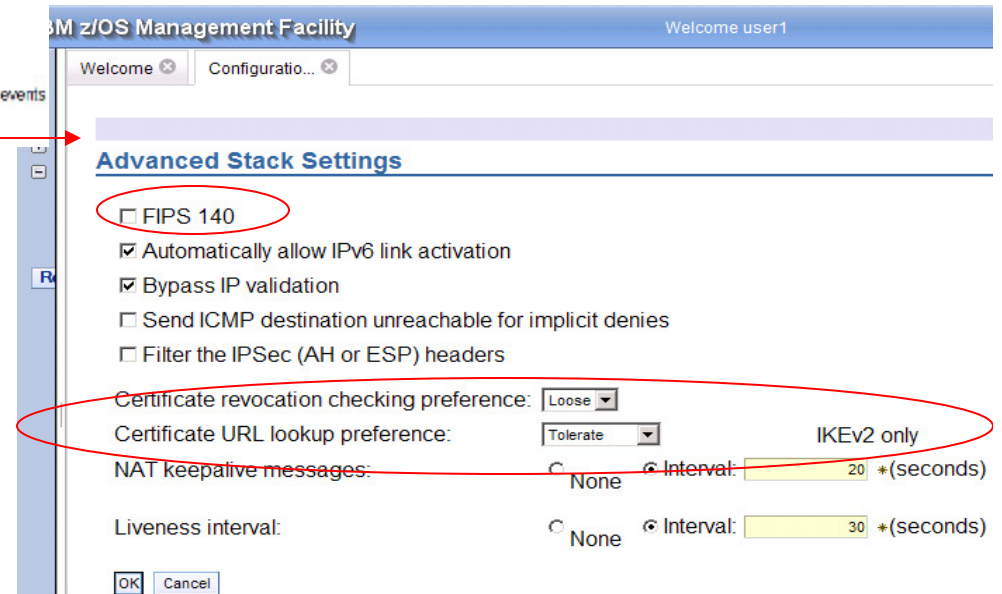 BM z/OS Management Facility
Welcome user1
Welcome
Configuratio...
events
Advanced Stack Settings
FIPS 140
Automatically allow IPv6 link activation
Bypass IP validation
Send ICMP destination unreachable for implicit denies
Filter the IPSec (AH or ESP) headers
Re
Certificate revocation checking preference: Loose
Certificate URL lookup preference: Tolerate IKEv2 only
NAT keepalive messages: None Interval: 20 *(seconds)
Liveness interval: None Interval: 30 *(seconds)
OK Cancel